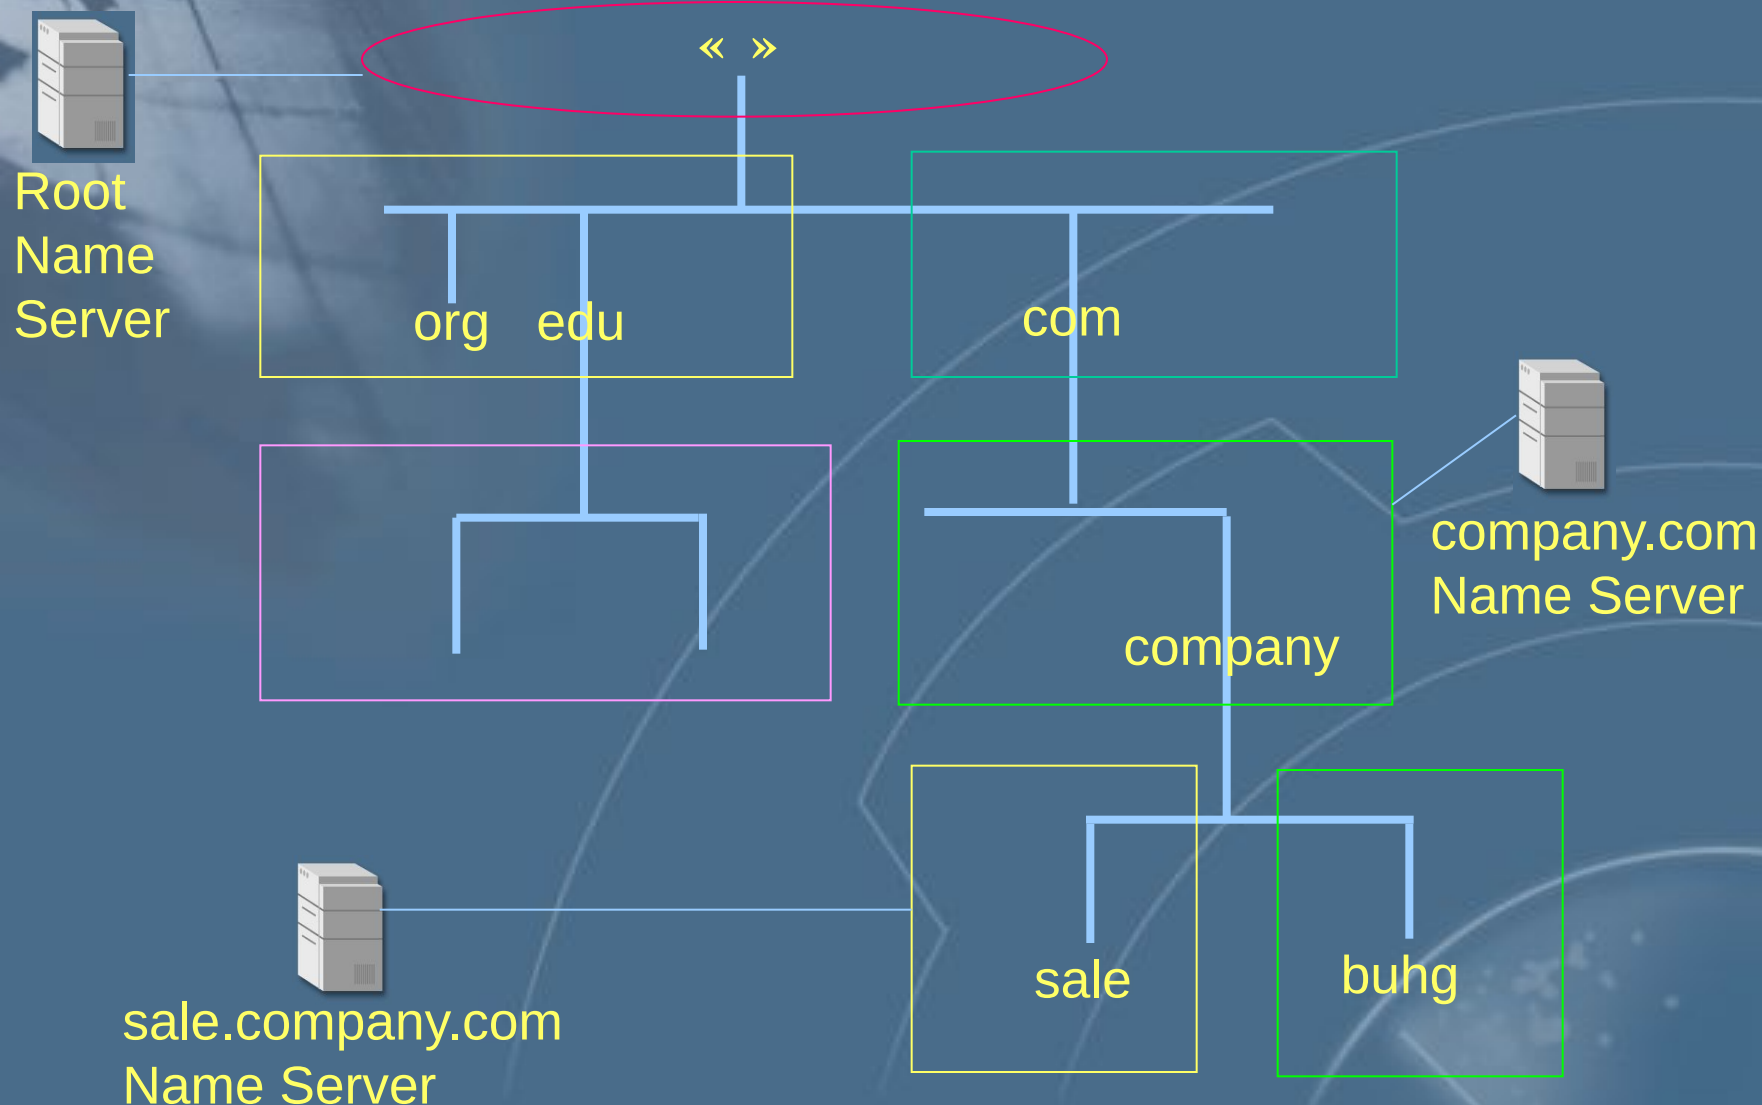 « »
Root
Name
Server
org edu
com
company.com
Name Server
company
sale
buhg
sale.company.com
Name Server